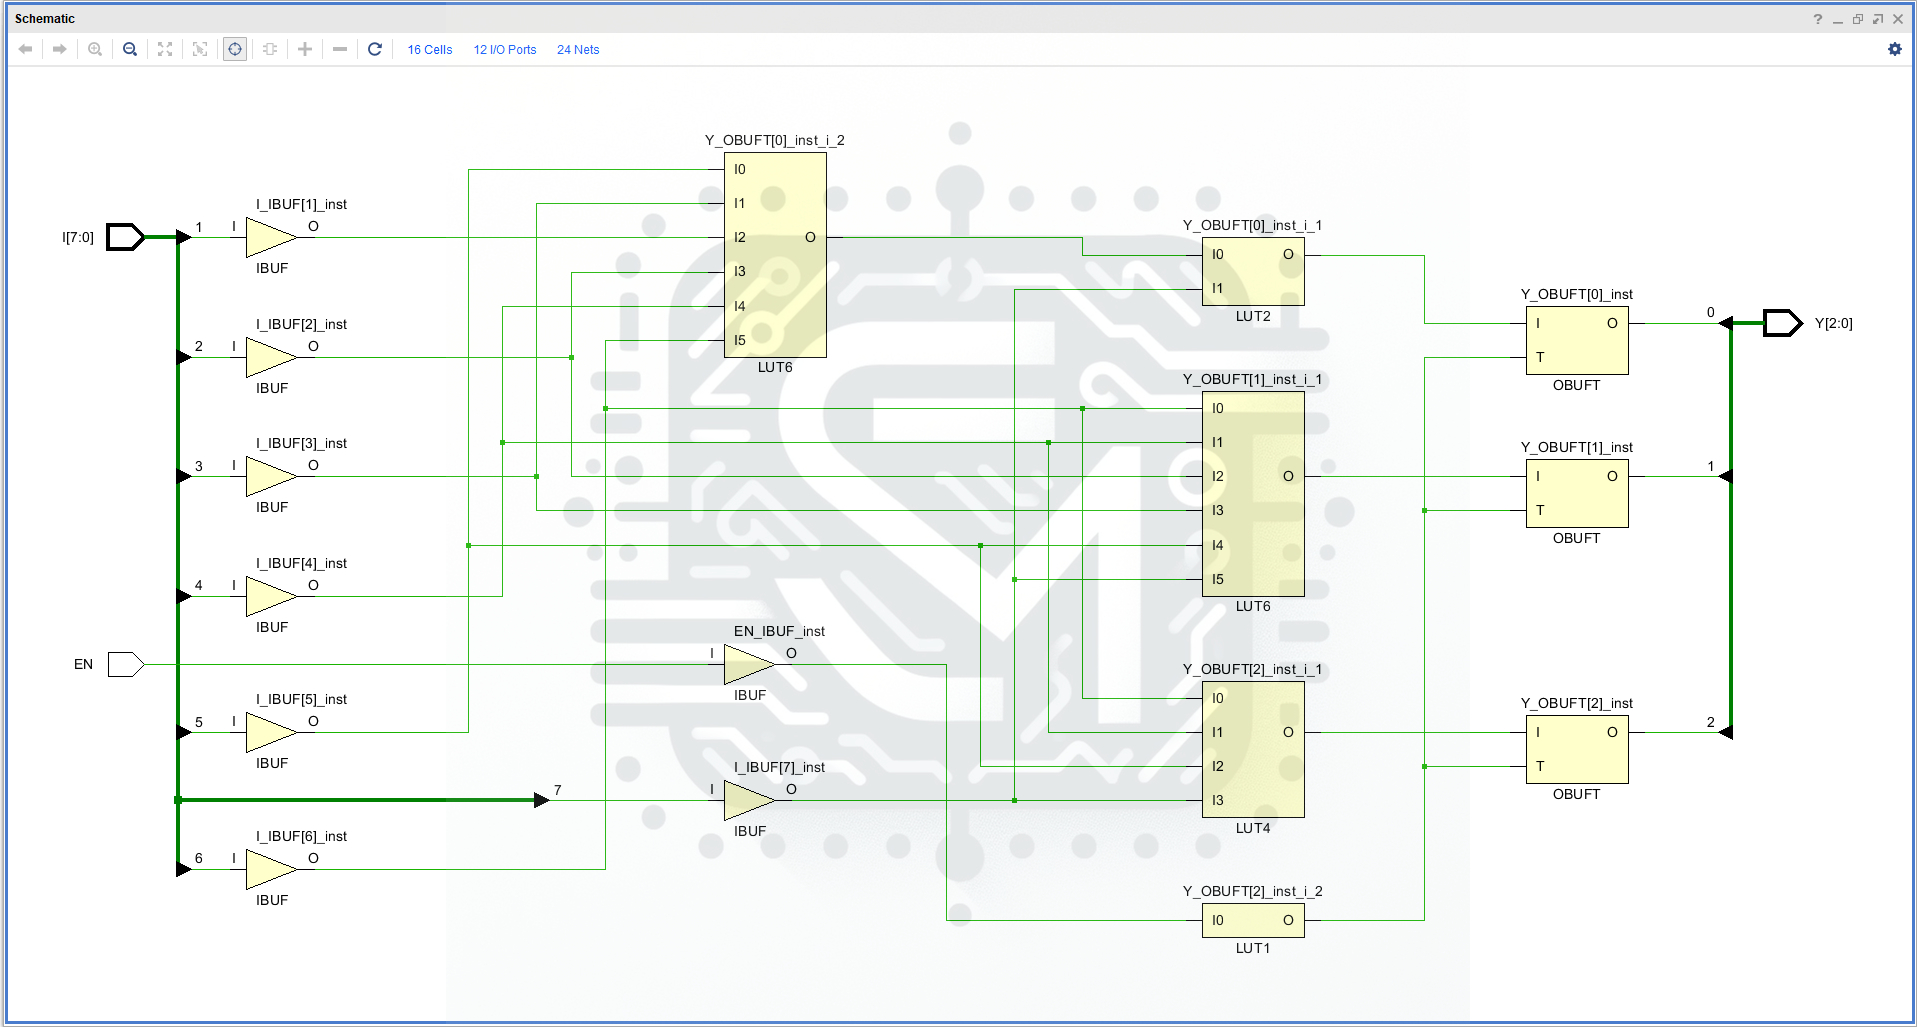 Schematic
16 Cells 12 I/O Ports 24 Nets
Y_OBUFT[0]_inst_i_2
I0
I1
I2
I3
I4
I5
O
LUT6
I[7:0]
I_IBUF[1]_inst
1 I O
IBUF
I_IBUF[2]_inst
2 I O
IBUF
I_IBUF[3]_inst
3 I O
IBUF
I_IBUF[4]_inst
4 I O
IBUF
EN
EN_IBUF_inst
I O
IBUF
I_IBUF[5]_inst
5 I O
IBUF
I_IBUF[7]_inst
7 I O
IBUF
I_IBUF[6]_inst
6 I O
IBUF
Y_OBUFT[0]_inst_i_1
I0 O
I1
LUT2
Y_OBUFT[1]_inst_i_1
I0
I1
I2 O
I3
I4
I5
LUT6
Y_OBUFT[2]_inst_i_1
I0
I1 O
I2
I3
LUT4
Y_OBUFT[2]_inst_i_2
I0 O
LUT1
Y_OBUFT[0]_inst
I O 0
T
OBUFT
Y[2:0]
Y_OBUFT[1]_inst
I O 1
T
OBUFT
Y_OBUFT[2]_inst
I O 2
T
OBUFT